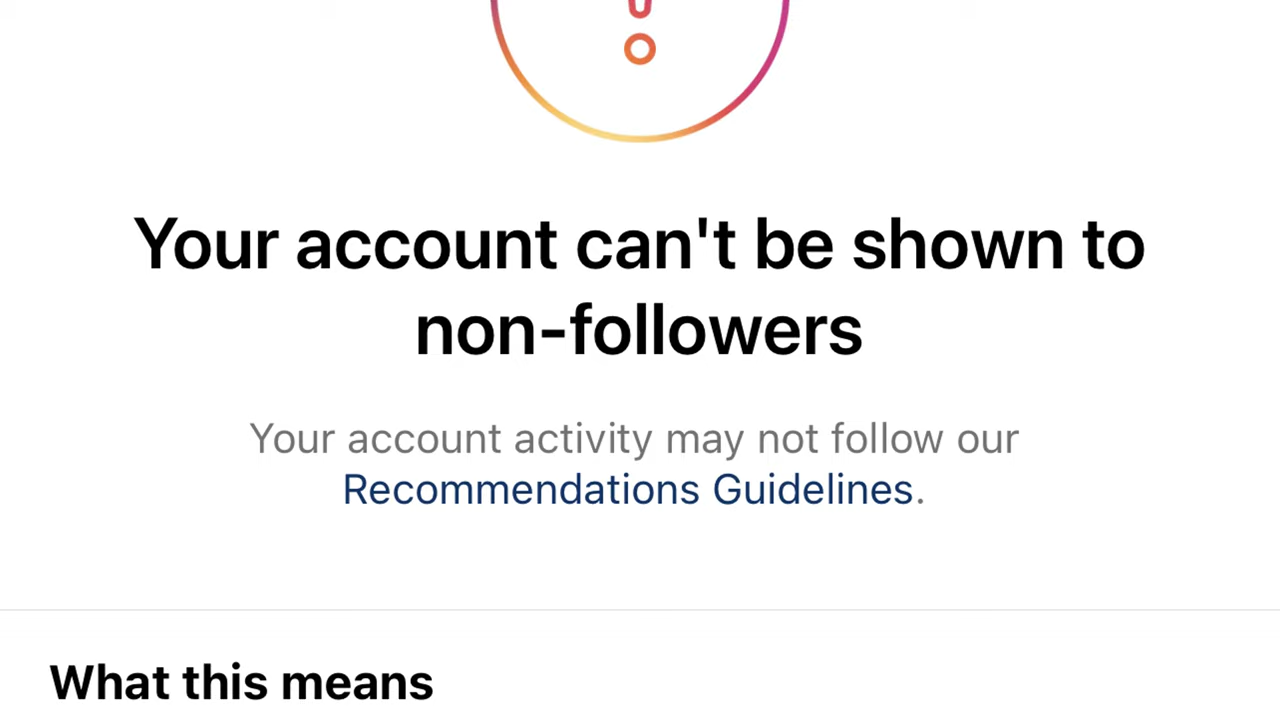 Your account can't be shown to
non-followers
Your account activity may not follow our
Recommendations Guidelines.
What this means